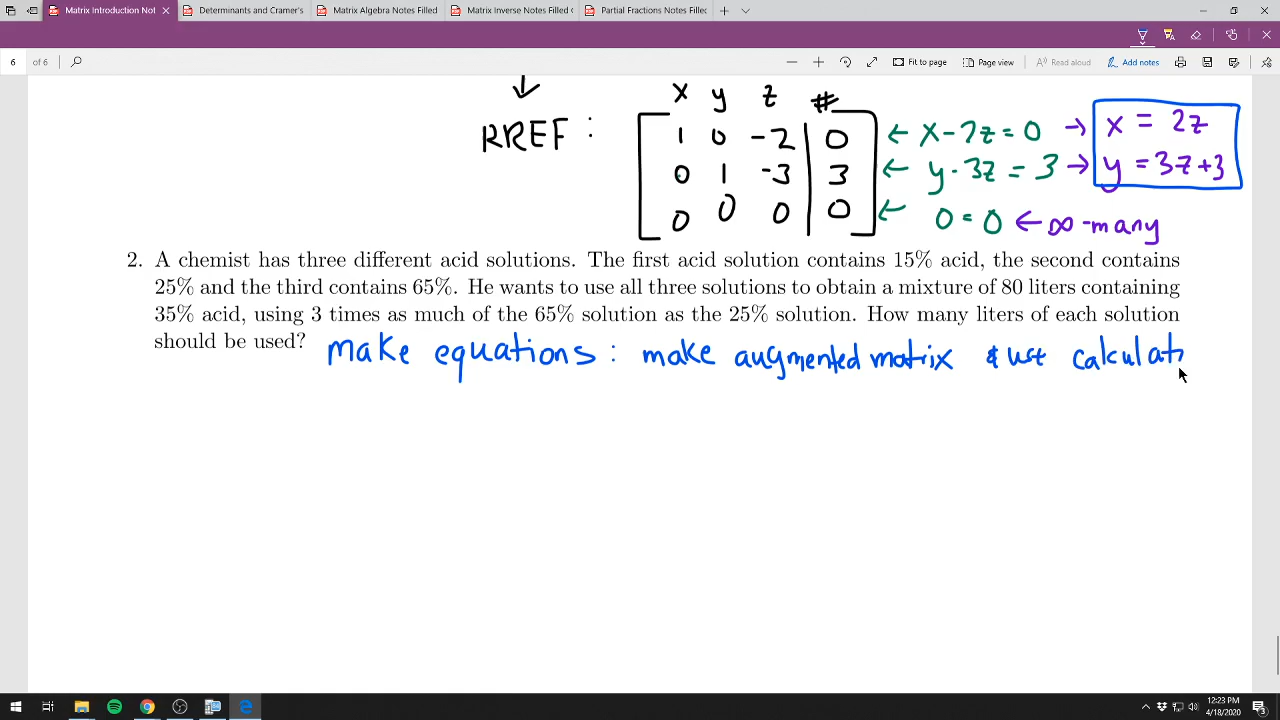 Matrix Introduction Not
Determinants and Cramer's
Matrix Algebra Notes Filled
Matrix Inverse Notes Filled
Partial Fractions Notes Filled
6 of 6
Fit to page
Page view
Read aloud
Add notes
x y z #
RREF :
1 0 -2 | 0 ← x - 2z = 0 → x = 2z
0 1 -3 | 3 ← y - 3z = 3 → y = 3z+3
0 0 0 | 0 ← 0 = 0 ← ∞-many
2. A chemist has three different acid solutions. The first acid solution contains 15% acid, the second contains
25% and the third contains 65%. He wants to use all three solutions to obtain a mixture of 80 liters containing
35% acid, using 3 times as much of the 65% solution as the 25% solution. How many liters of each solution
should be used? make equations : make augmented matrix & use calculat
12:23 PM
4/18/2020